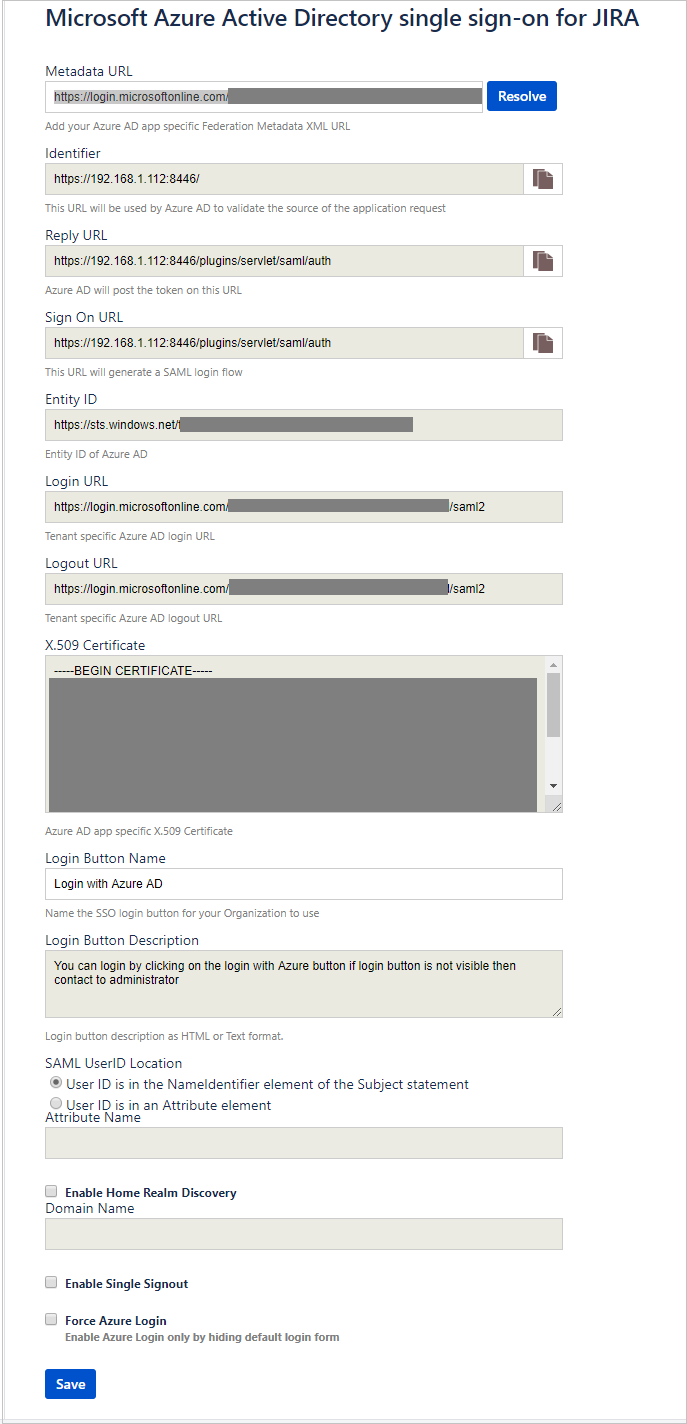 Microsoft Azure Active Directory single sign-on for JIRA
Metadata URL
https://login.microsoftonline.com/
Resolve
Add your Azure AD app specific Federation Metadata XML URL
Identifier
https://192.168.1.112:8446/
This URL will be used by Azure AD to validate the source of the application request
Reply URL
https://192.168.1.112:8446/plugins/servlet/saml/auth
Azure AD will post the token on this URL
Sign On URL
https://192.168.1.112:8446/plugins/servlet/saml/auth
This URL will generate a SAML login flow
Entity ID
https://sts.windows.net/
Entity ID of Azure AD
Login URL
https://login.microsoftonline.com/ /saml2
Tenant specific Azure AD login URL
Logout URL
https://login.microsoftonline.com/ /saml2
Tenant specific Azure AD logout URL
X.509 Certificate
-----BEGIN CERTIFICATE-----
Azure AD app specific X.509 Certificate
Login Button Name
Login with Azure AD
Name the SSO login button for your Organization to use
Login Button Description
You can login by clicking on the login with Azure button if login button is not visible then
contact to administrator
Login button description as HTML or Text format.
SAML UserID Location
User ID is in the NameIdentifier element of the Subject statement
User ID is in an Attribute element
Attribute Name
Enable Home Realm Discovery
Domain Name
Enable Single Signout
Force Azure Login
Enable Azure Login only by hiding default login form
Save